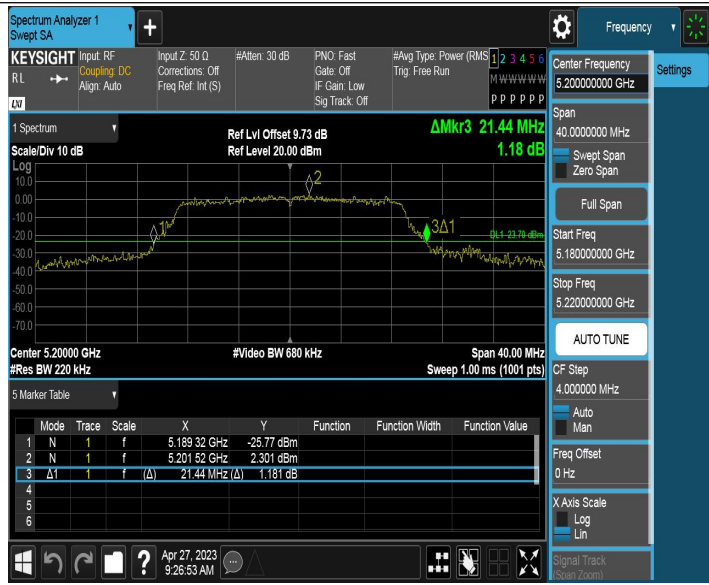 Spectrum Analyzer 1
Swept SA
Frequency
KEYSIGHT
RL
LXI
Input: RF
Coupling: DC
Align: Auto
Input Z: 50 Ω
Corrections: Off
Freq Ref: Int (S)
#Atten: 30 dB
PNO: Fast
Gate: Off
IF Gain: Low
Sig Track: Off
#Avg Type: Power (RMS
Trig: Free Run
1 2 3 4 5 6
M W W W W W
P P P P P P
Center Frequency
5.200000000 GHz
Settings
Span
40.0000000 MHz
Swept Span
Zero Span
Full Span
Start Freq
5.180000000 GHz
Stop Freq
5.220000000 GHz
AUTO TUNE
CF Step
4.000000 MHz
Auto
Man
Freq Offset
0 Hz
X Axis Scale
Log
Lin
Signal Track
(Span Zoom)
1 Spectrum
Scale/Div 10 dB
Ref Lvl Offset 9.73 dB
Ref Level 20.00 dBm
ΔMkr3 21.44 MHz
1.18 dB
Log
10.0
0.00
-10.0
-20.0
-30.0
-40.0
-50.0
-60.0
-70.0
1
2
3Δ1
DL1 -23.70 dBm
Center 5.20000 GHz
#Video BW 680 kHz
Span 40.00 MHz
#Res BW 220 kHz
Sweep 1.00 ms (1001 pts)
5 Marker Table
Mode Trace Scale X Y Function Function Width Function Value
1 N 1 f 5.189 32 GHz -25.77 dBm
2 N 1 f 5.201 52 GHz 2.301 dBm
3 Δ1 1 f (Δ) 21.44 MHz (Δ) 1.181 dB
4
5
6
?
Apr 27, 2023
9:26:53 AM